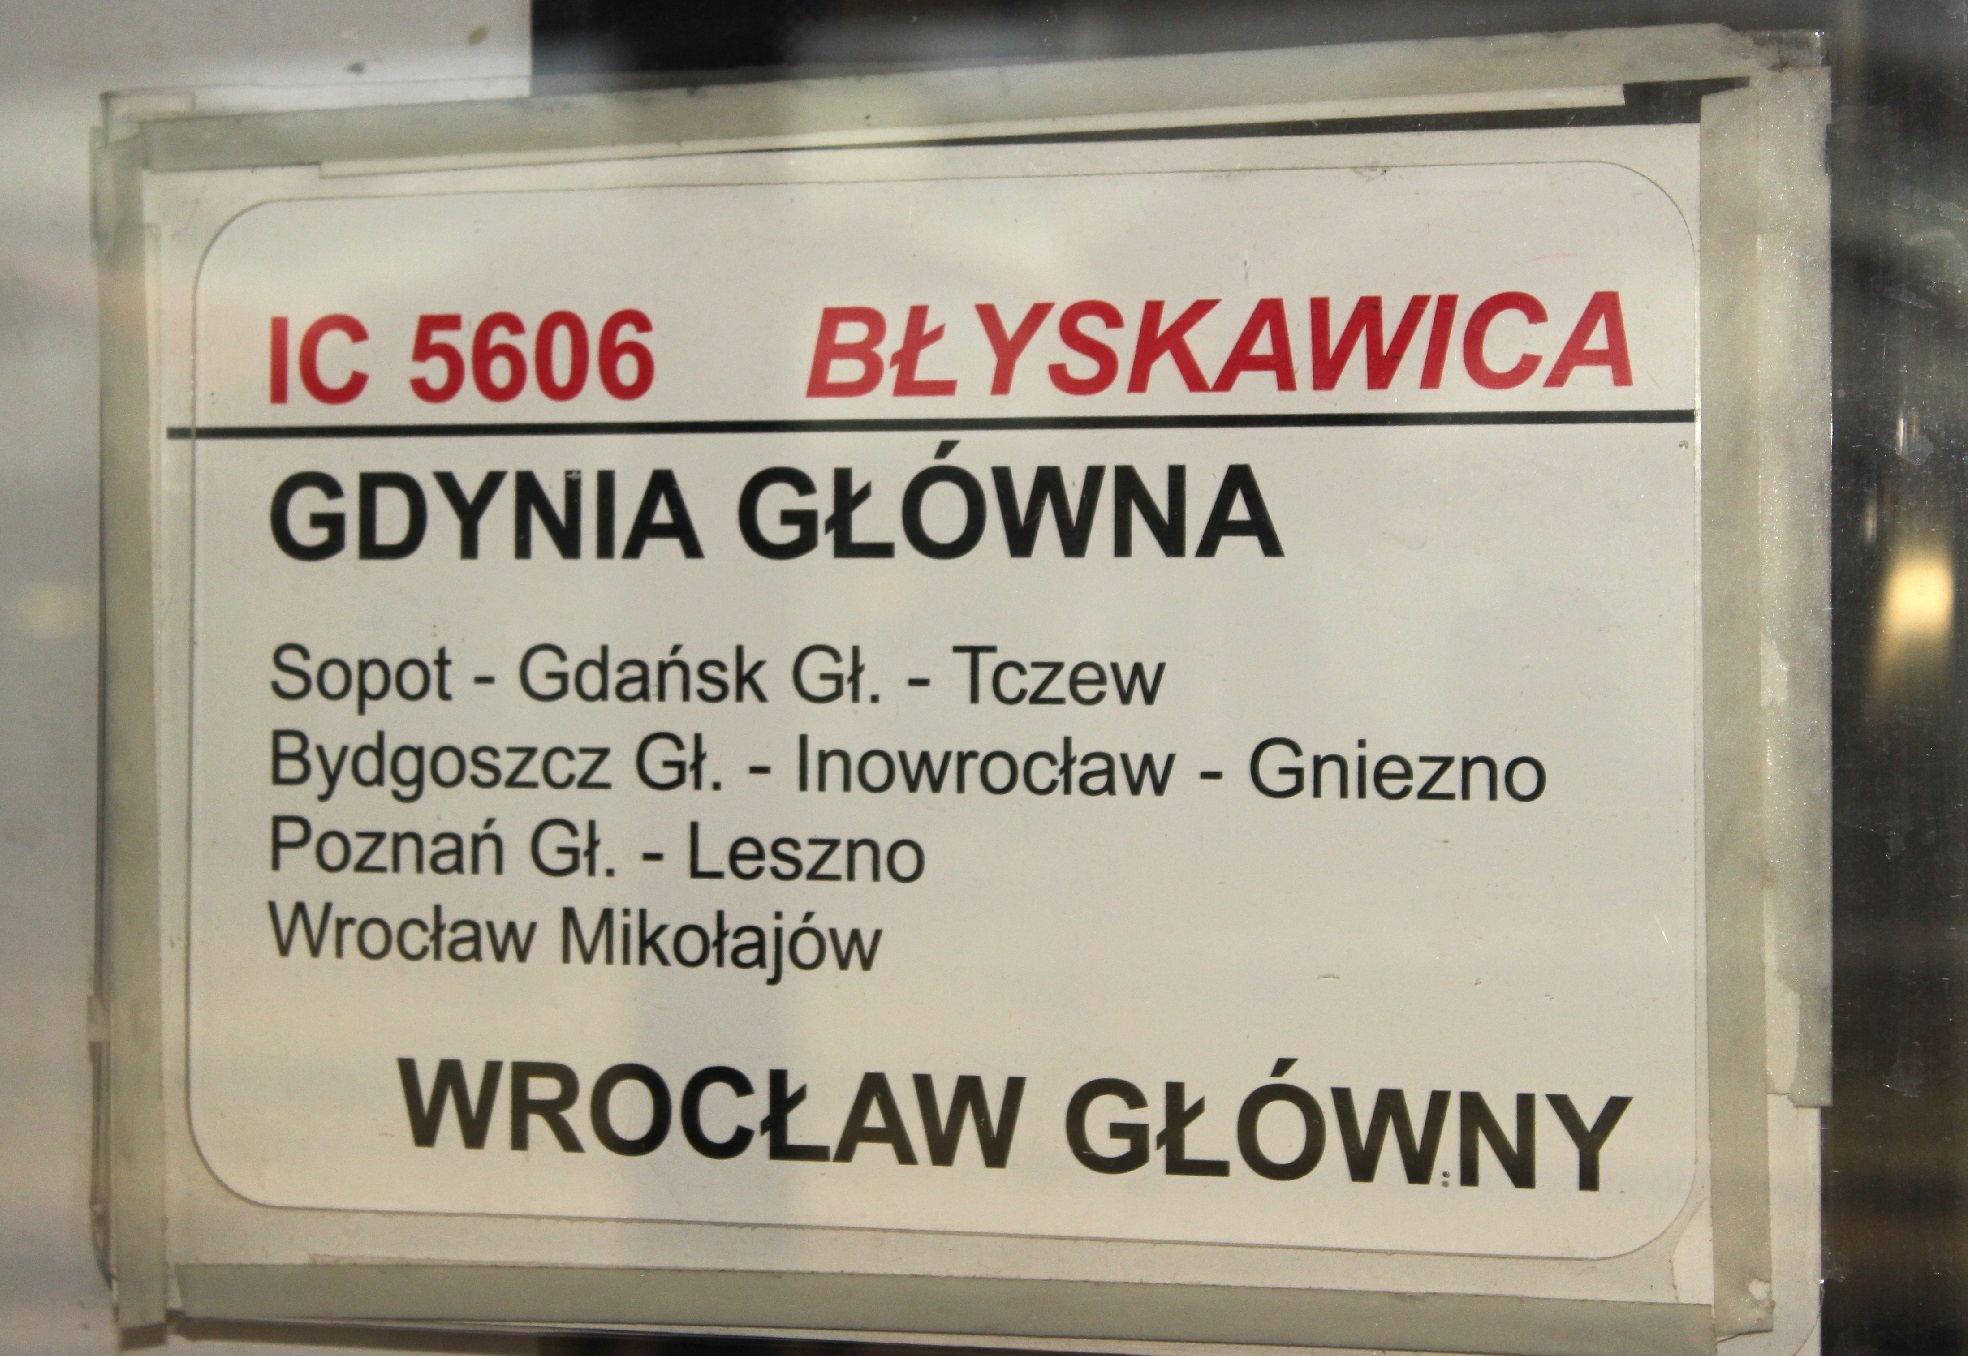 IC 5606 BŁYSKAWICA
GDYNIA GŁÓWNA
Sopot - Gdańsk Gł. - Tczew
Bydgoszcz Gł. - Inowrocław - Gniezno
Poznań Gł. - Leszno
Wrocław Mikołajów
WROCŁAW GŁÓWNY